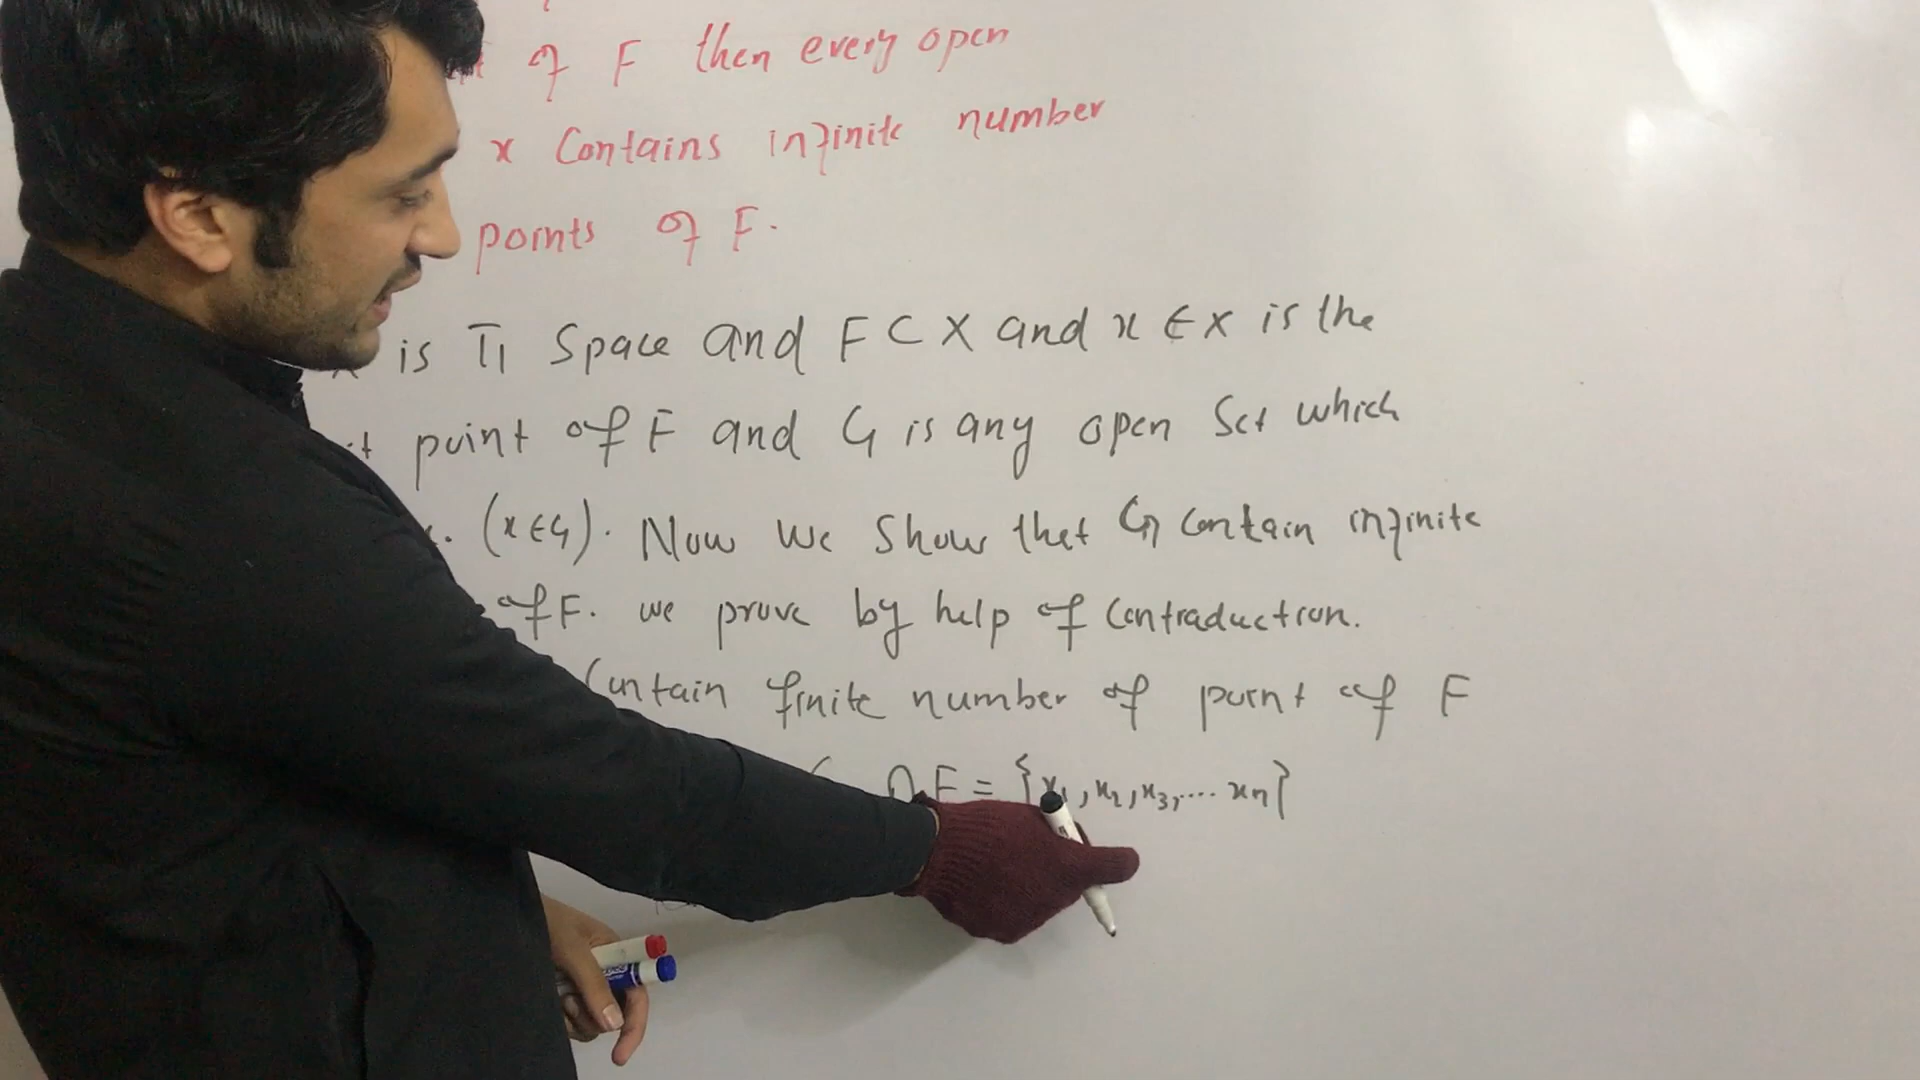 of F then every open
x Contains infinite number
points of F.
is T1 Space and F ⊂ X and x ∈ X is the
point of F and G is any open Set which
(x ∈ G). Now We Show that G Contain infinite
of F. we prove by help of Contraduction.
Contain finite number of point of F
∩ F = {x1, x2, x3, .... xn}